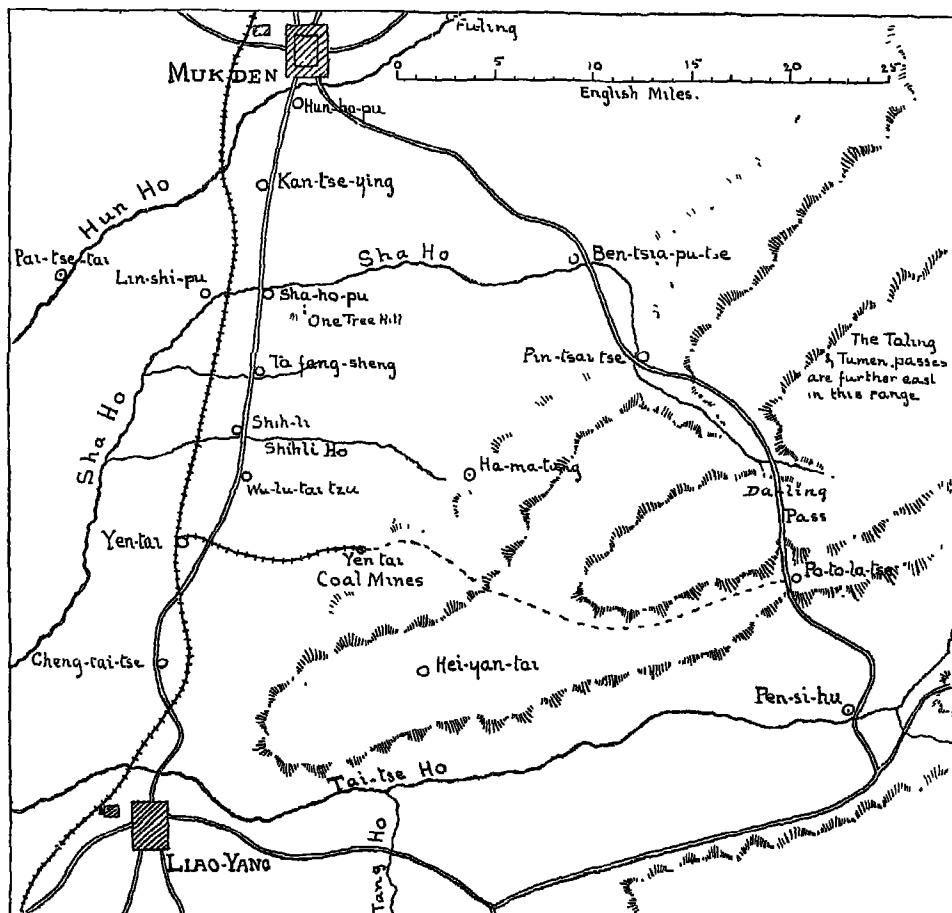 Fuling
MUKDEN
0 5 10 15 20 25
English Miles.
Hun-ho-pu
Kan-tse-ying
Hun Ho
Pai-tse-tai
Sha Ho
Ben-tsia-pu-tse
Lin-shi-pu
Sha-ho-pu
One Tree Hill
The Taling
& Tumen passes
are further east
in this range
Pin-tsai tse
Ta fang-sheng
Sha Ho
Shih-li
Shihli Ho
Ha-ma-tung
Wu-lu-tai tzu
Da-ling
Pass
Yen-tai
Yen tai
Coal Mines
Po-to-la-tse
Cheng-tai-tse
Hei-yan-tai
Pen-si-hu
Tai-tse Ho
LIAO-YANG
Tang Ho